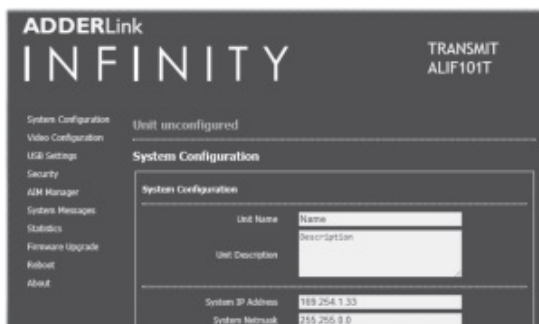 ADDERLink
INFINITY
TRANSMIT
ALIF101T
System Configuration
Video Configuration
USB Settings
Security
AIM Manager
System Messages
Statistics
Firmware Upgrade
Reboot
About
Unit unconfigured
System Configuration
System Configuration
Unit Name
Name
Unit Description
Description
System IP Address
169.254.1.33
System Netmask
255.255.0.0